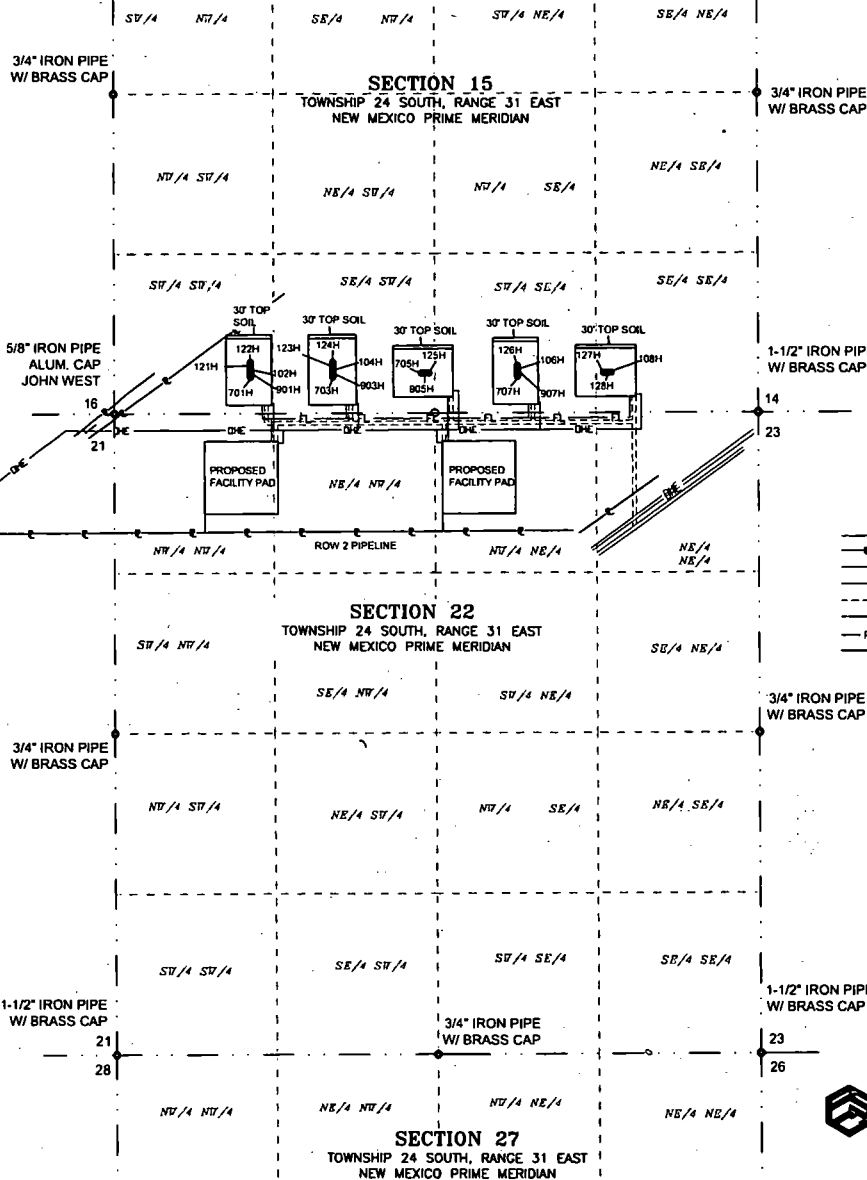 SW/4 NW/4
SE/4 NW/4
SW/4 NE/4
SE/4 NE/4
3/4" IRON PIPE
W/ BRASS CAP
SECTION 15
TOWNSHIP 24 SOUTH, RANGE 31 EAST
NEW MEXICO PRIME MERIDIAN
3/4" IRON PIPE
W/ BRASS CAP
NW/4 SW/4
NE/4 SW/4
NW/4 SE/4
NE/4 SE/4
SW/4 SW/4
SE/4 SW/4
SW/4 SE/4
SE/4 SE/4
30' TOP
SOIL
30' TOP SOIL
30' TOP SOIL
30' TOP SOIL
30' TOP SOIL
5/8" IRON PIPE
ALUM. CAP
JOHN WEST
121H
122H
102H
701H
901H
123H
124H
104H
703H
903H
705H
125H
905H
126H
106H
707H
907H
127H
108H
128H
1-1/2" IRON PIP
W/ BRASS CAP
16
21
14
23
OHE
OHE
OHE
OHE
OHE
OHE
OHE
PROPOSED
FACILITY PAD
NE/4 NW/4
PROPOSED
FACILITY PAD
ROW 2 PIPELINE
NW/4 NW/4
NW/4 NE/4
NE/4
NE/4
SECTION 22
TOWNSHIP 24 SOUTH, RANGE 31 EAST
NEW MEXICO PRIME MERIDIAN
SW/4 NW/4
SE/4 NW/4
SW/4 NE/4
SE/4 NE/4
3/4" IRON PIPE
W/ BRASS CAP
3/4" IRON PIPE
W/ BRASS CAP
NW/4 SW/4
NE/4 SW/4
NW/4 SE/4
NE/4 SE/4
SW/4 SW/4
SE/4 SW/4
SW/4 SE/4
SE/4 SE/4
1-1/2" IRON PIPE
W/ BRASS CAP
3/4" IRON PIPE
W/ BRASS CAP
1-1/2" IRON PIPE
W/ BRASS CAP
21
28
23
26
NW/4 NW/4
NE/4 NW/4
NW/4 NE/4
NE/4 NE/4
SECTION 27
TOWNSHIP 24 SOUTH, RANGE 31 EAST
NEW MEXICO PRIME MERIDIAN